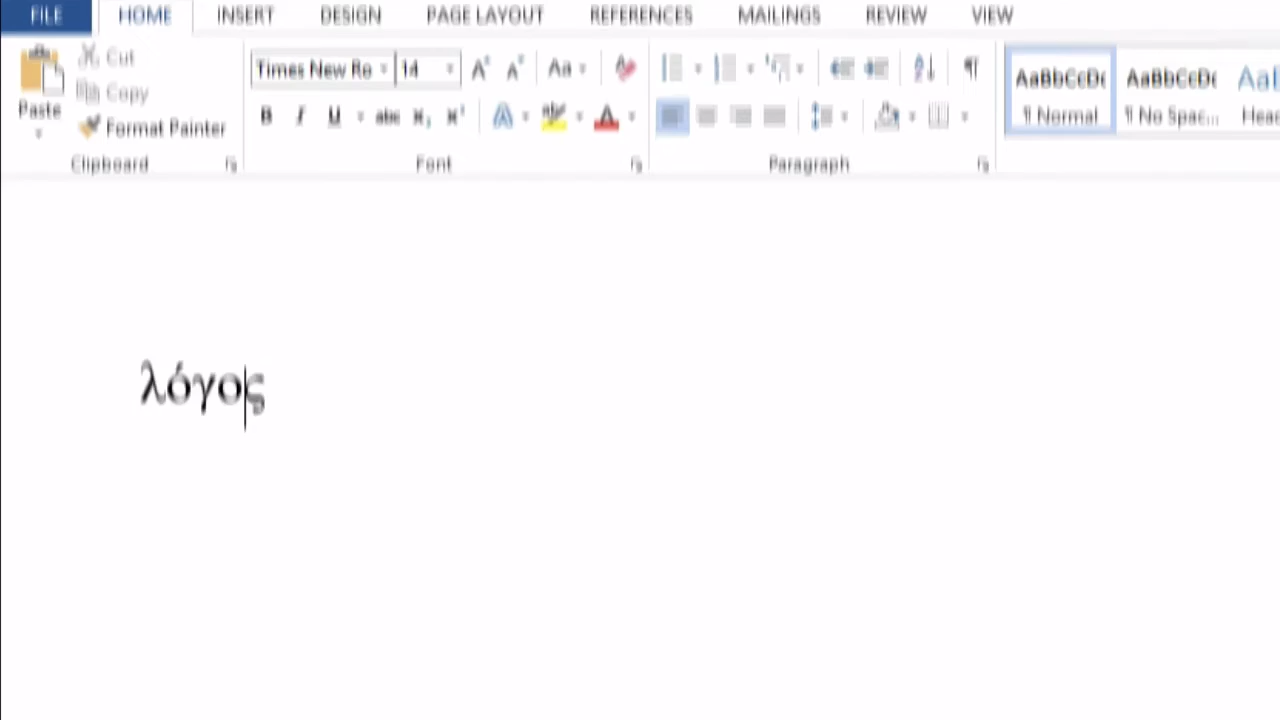 FILE HOME INSERT DESIGN PAGE LAYOUT REFERENCES MAILINGS REVIEW VIEW
Paste
Cut
Copy
Format Painter
Clipboard
Times New Ro 14
Aa
B I U abc
Font
Paragraph
AaBbCcDc
¶ Normal
AaBbCcDc
¶ No Spac...
λόγος